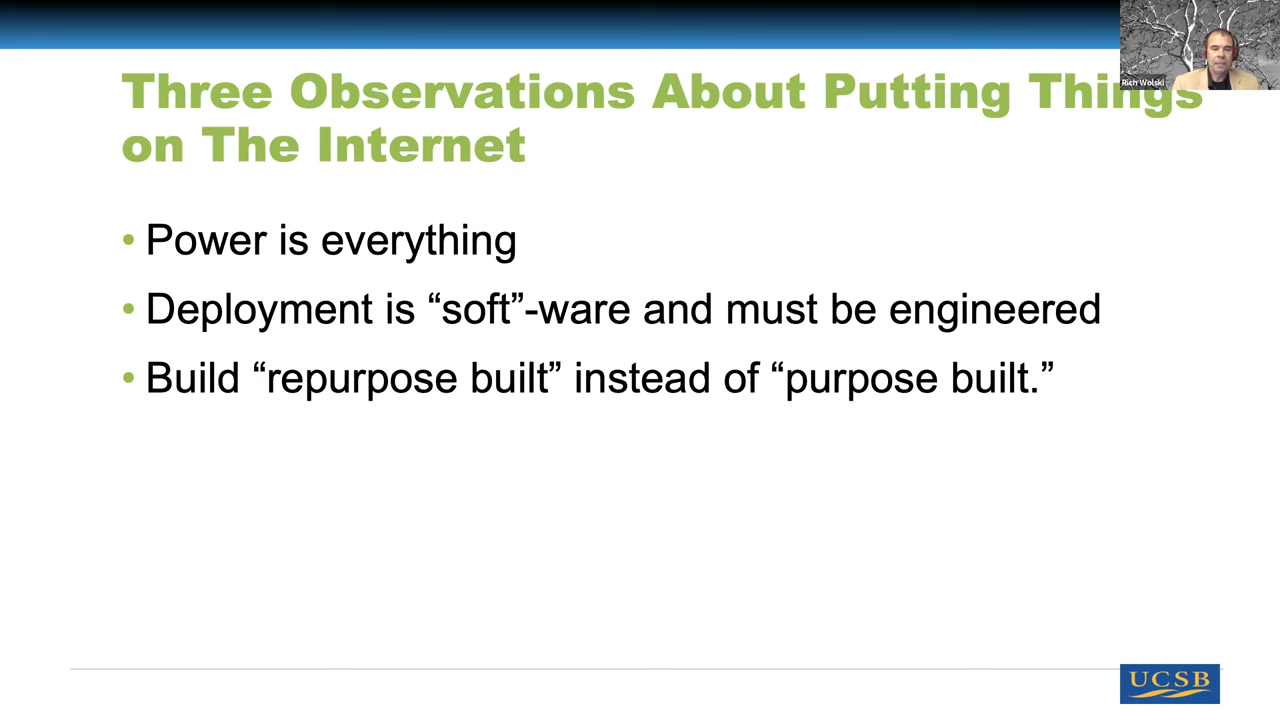 Three Observations About Putting Things
on The Internet
• Power is everything
• Deployment is “soft”-ware and must be engineered
• Build “repurpose built” instead of “purpose built.”
Rich Wolski
UCSB